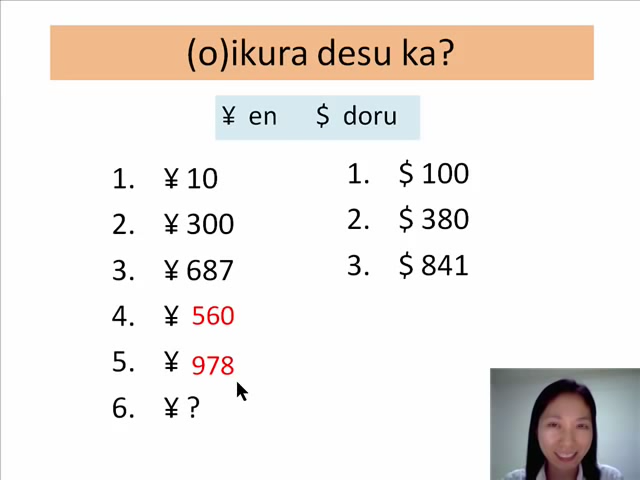 (o)ikura desu ka?
¥ en $ doru
1. ¥ 10
2. ¥ 300
3. ¥ 687
4. ¥ 560
5. ¥ 978
6. ¥ ?
1. $ 100
2. $ 380
3. $ 841